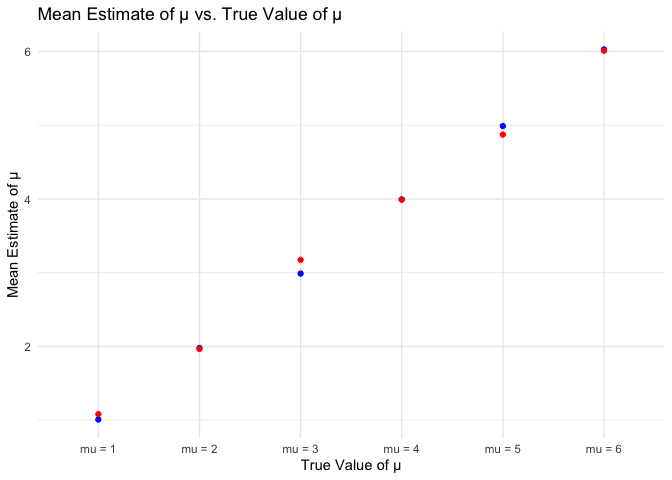 Mean Estimate of μ vs. True Value of μ
Mean Estimate of μ
6
4
2
mu = 1 mu = 2 mu = 3 mu = 4 mu = 5 mu = 6
True Value of μ